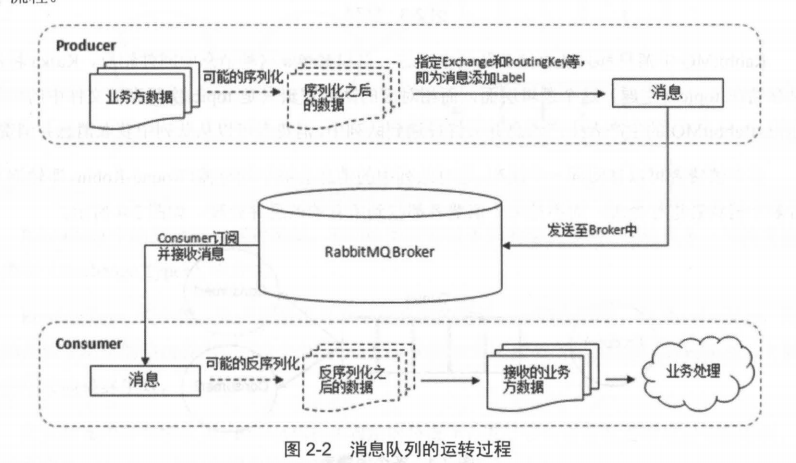 流程。
Producer
业务方数据
可能的序列化
序列化之后
的数据
指定Exchange和RoutingKey等，
即为消息添加Label
消息
发送至Broker中
RabbitMQBroker
Consumer订阅
并接收消息
Consumer
消息
可能的反序列化
反序列化之
后的数据
接收的业务
方数据
业务处理
图 2-2 消息队列的运转过程